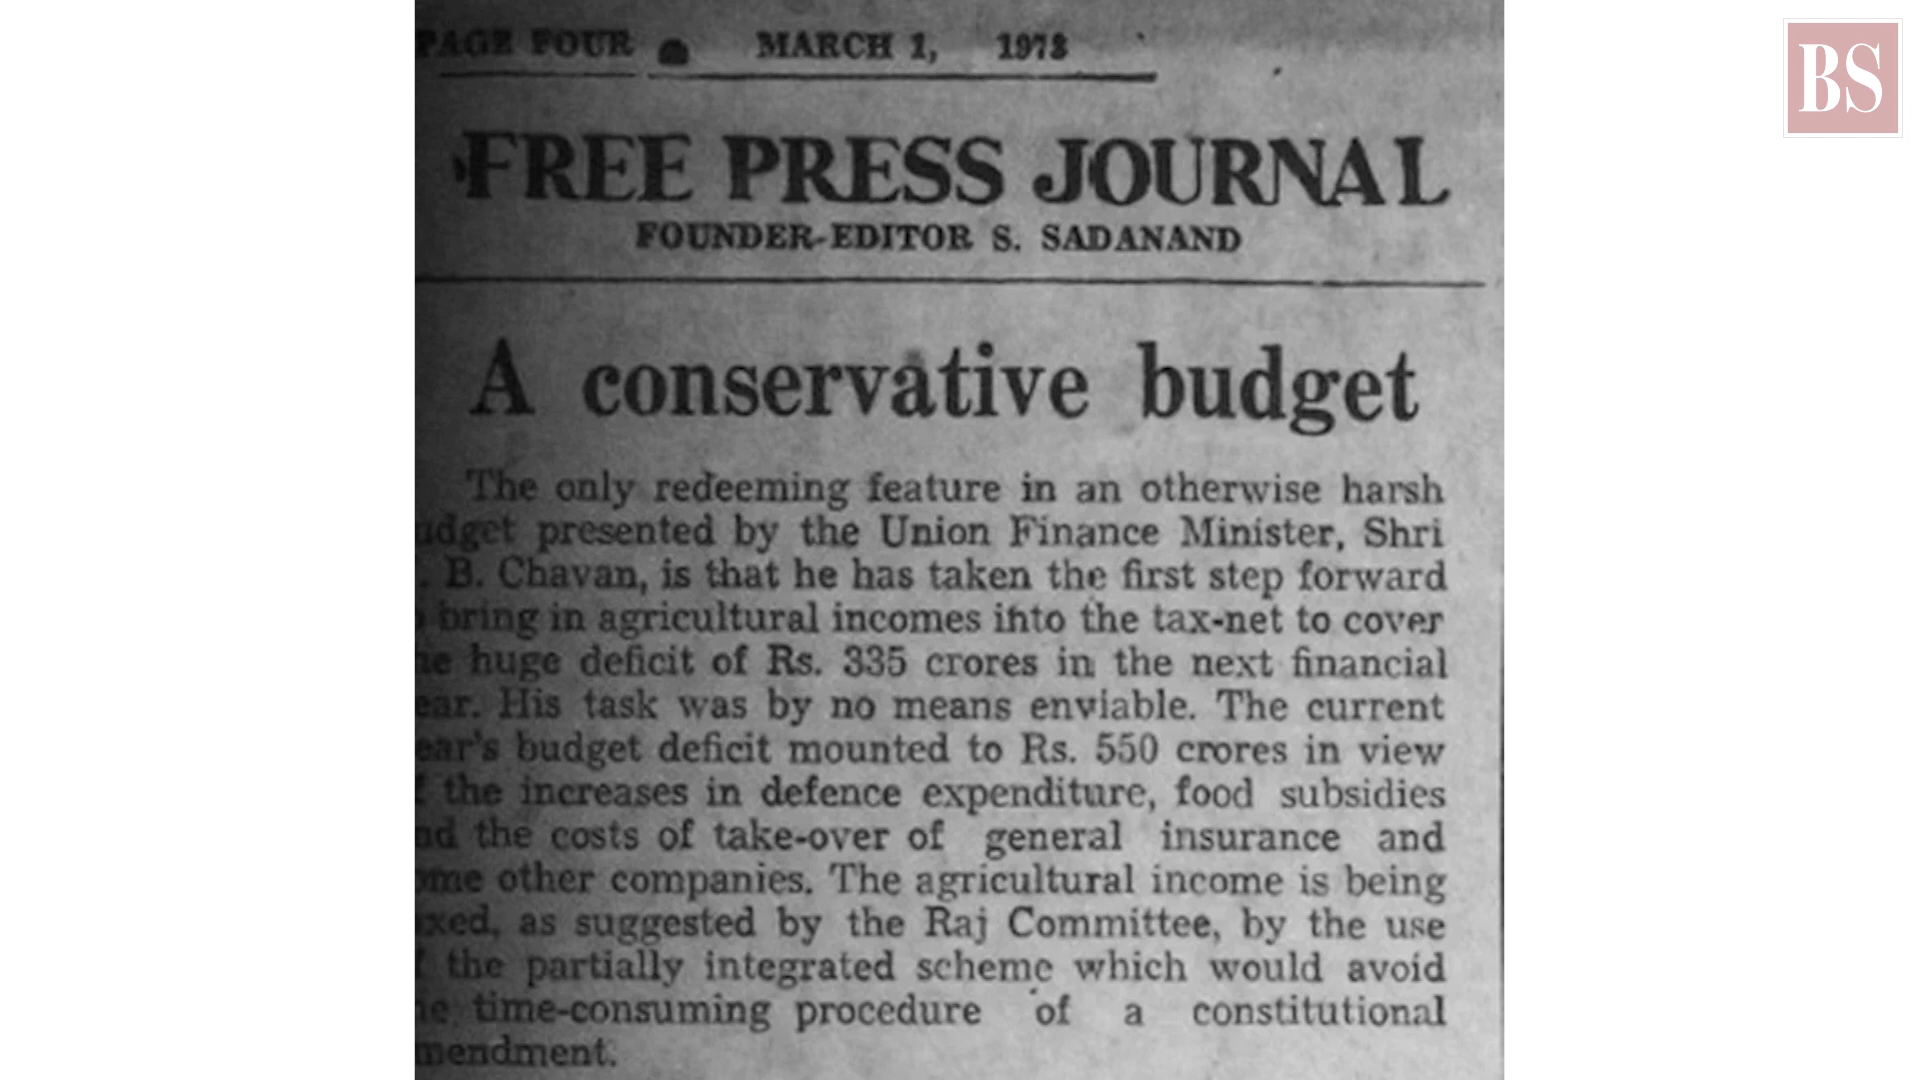 PAGE FOUR MARCH 1, 1973
BS
FREE PRESS JOURNAL
FOUNDER-EDITOR S. SADANAND
A conservative budget
The only redeeming feature in an otherwise harsh
udget presented by the Union Finance Minister, Shri
. B. Chavan, is that he has taken the first step forward
bring in agricultural incomes into the tax-net to cover
he huge deficit of Rs. 335 crores in the next financial
ear. His task was by no means enviable. The current
ear's budget deficit mounted to Rs. 550 crores in view
the increases in defence expenditure, food subsidies
nd the costs of take-over of general insurance and
ome other companies. The agricultural income is being
xed, as suggested by the Raj Committee, by the use
the partially integrated scheme which would avoid
e time-consuming procedure of a constitutional
mendment.